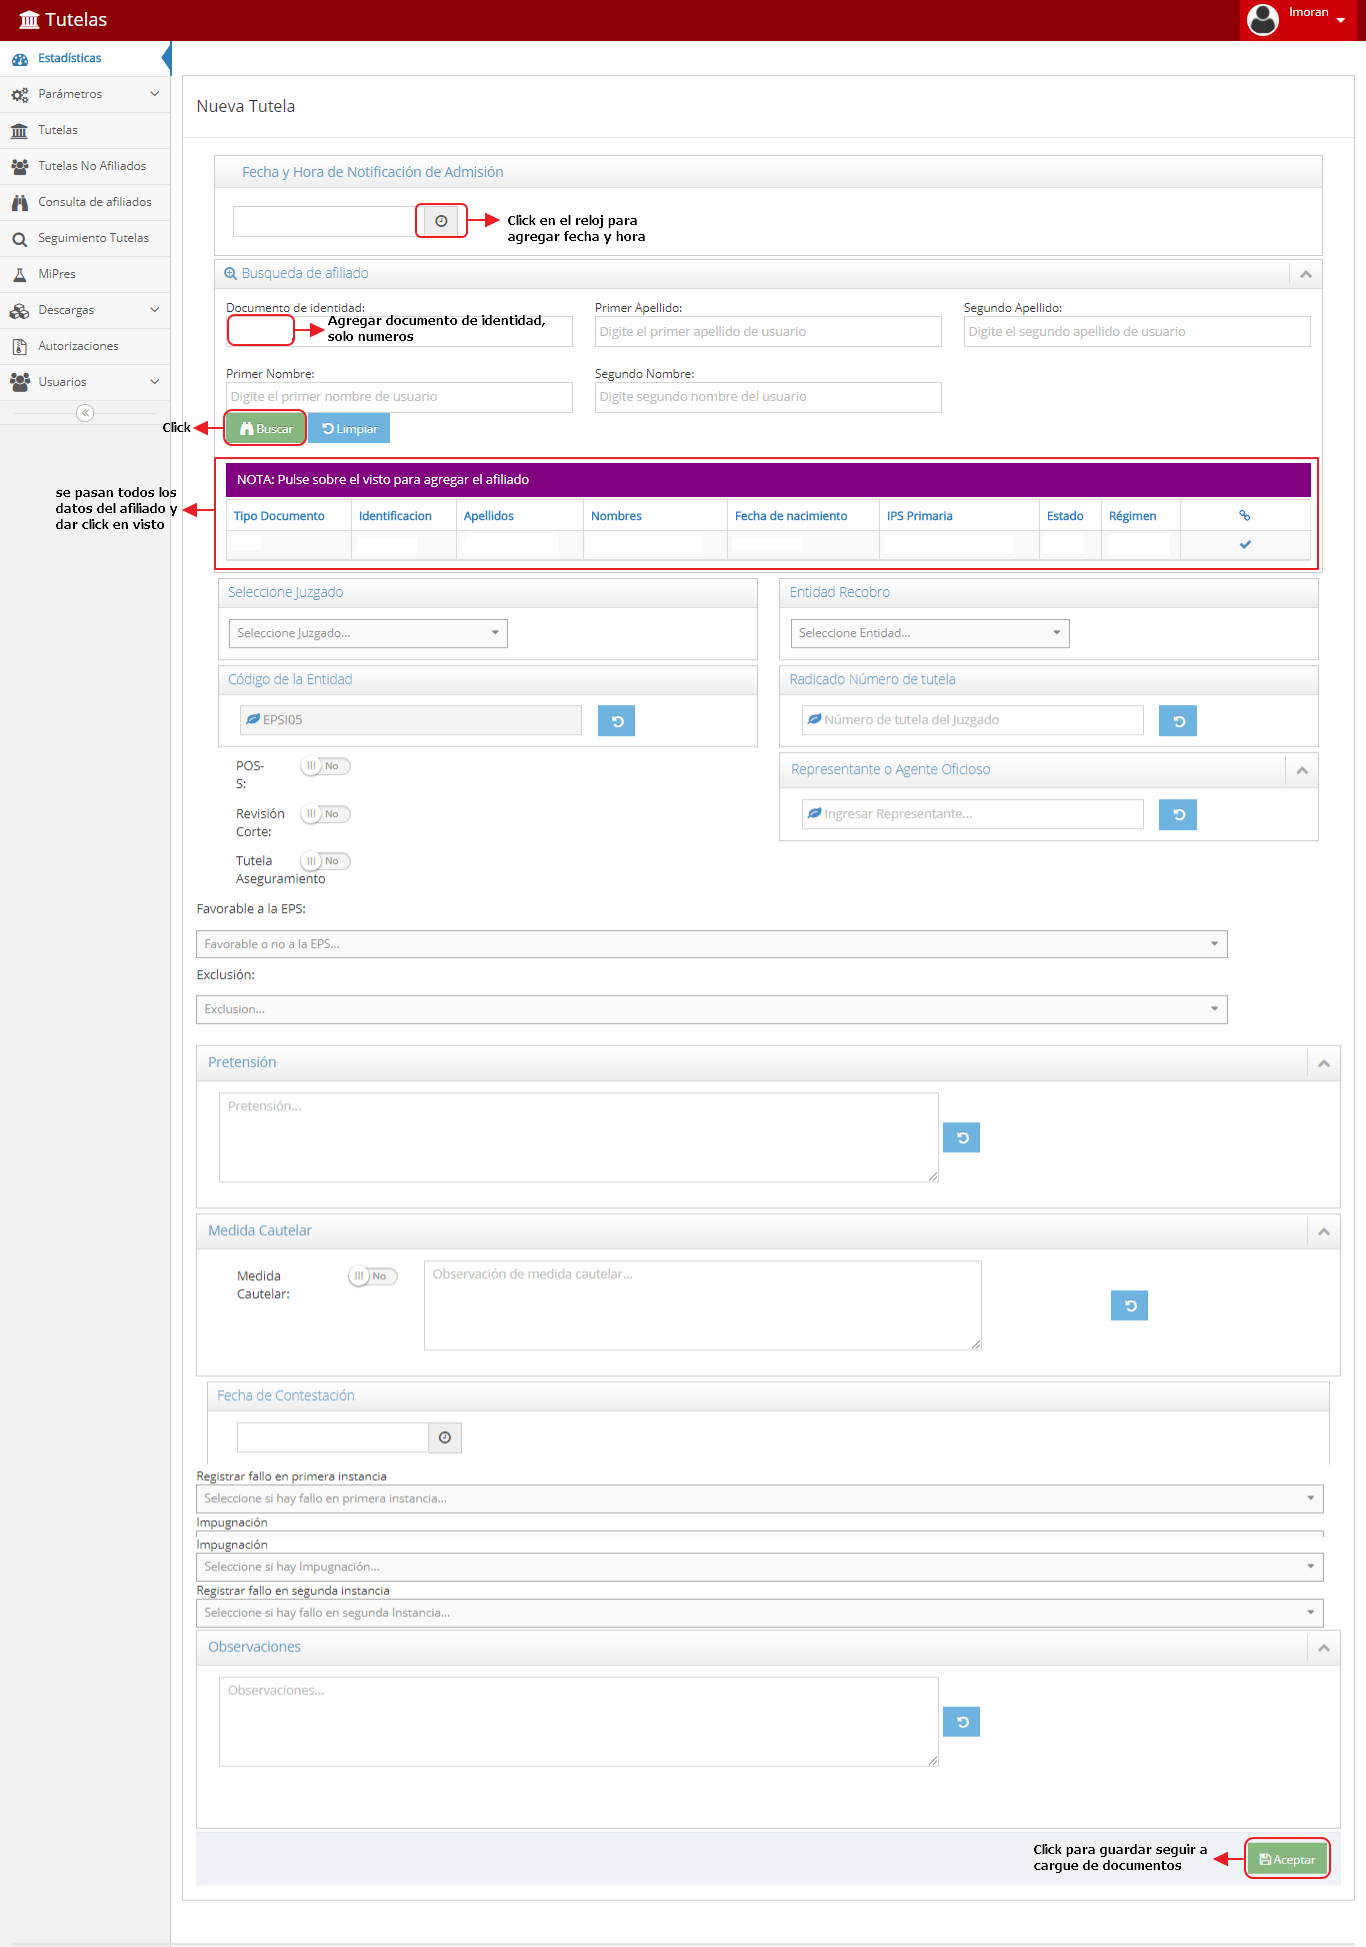 Tutelas
lmoran
Estadísticas
Parámetros
Tutelas
Tutelas No Afiliados
Consulta de afiliados
Seguimiento Tutelas
MiPres
Descargas
Autorizaciones
Usuarios
Nueva Tutela
Fecha y Hora de Notificación de Admisión
Click en el reloj para
agregar fecha y hora
Busqueda de afiliado
Documento de identidad:
Primer Apellido:
Segundo Apellido:
Agregar documento de identidad,
solo numeros
Digite el primer apellido de usuario
Digite el segundo apellido de usuario
Primer Nombre:
Segundo Nombre:
Digite el primer nombre de usuario
Digite segundo nombre del usuario
Click
Buscar
Limpiar
NOTA: Pulse sobre el visto para agregar el afiliado
se pasan todos los
datos del afiliado y
dar click en visto
Tipo Documento
Identificacion
Apellidos
Nombres
Fecha de nacimiento
IPS Primaria
Estado
Régimen
Seleccione Juzgado
Entidad Recobro
Seleccione Juzgado...
Seleccione Entidad...
Código de la Entidad
Radicado Número de tutela
EPSI05
Número de tutela del Juzgado
POS-
S:
No
Representante o Agente Oficioso
Revisión
Corte:
No
Ingresar Representante...
Tutela
Aseguramiento
No
Favorable a la EPS:
Favorable o no a la EPS...
Exclusión:
Exclusion...
Pretensión
Pretensión...
Medida Cautelar
Medida
Cautelar:
No
Observación de medida cautelar...
Fecha de Contestación
Registrar fallo en primera instancia
Seleccione si hay fallo en primera instancia...
Impugnación
Impugnación
Seleccione si hay Impugnación...
Registrar fallo en segunda instancia
Seleccione si hay fallo en segunda Instancia...
Observaciones
Observaciones...
Click para guardar seguir a
cargue de documentos
Aceptar